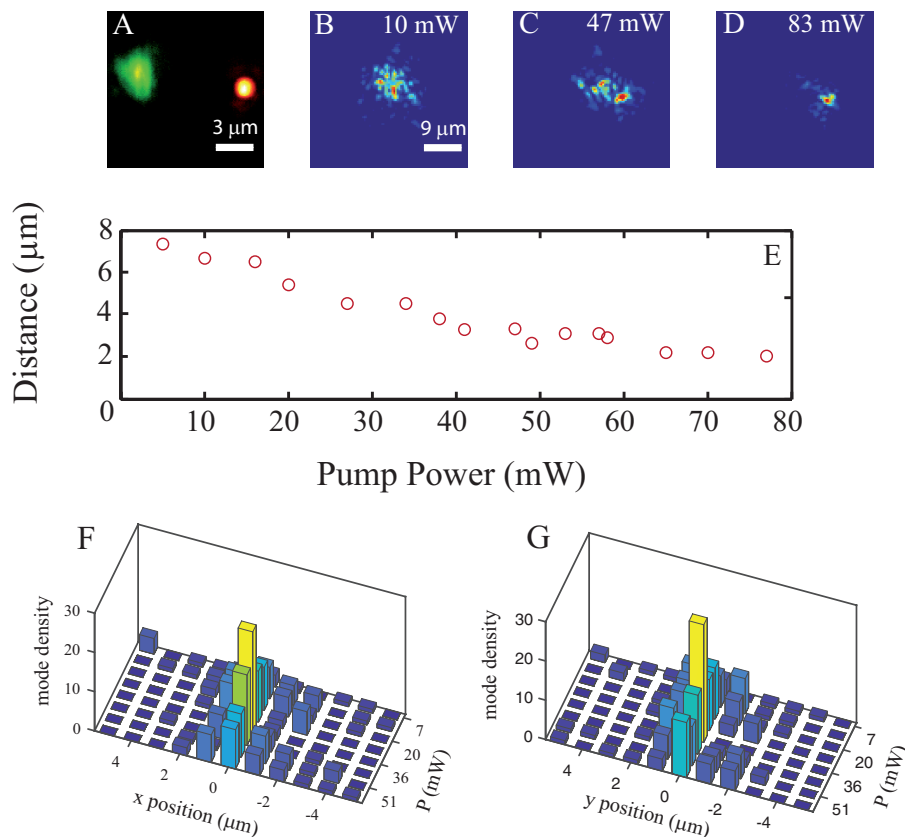 A
3 μm
B 10 mW
9 μm
C 47 mW
D 83 mW
Distance (μm)
8
6
4
2
0
10 20 30 40 50 60 70 80
E
Pump Power (mW)
F
mode density
30
20
10
0
4 2 0 -2 -4
x position (μm)
7
20
36
51
P (mW)
G
mode density
30
20
10
0
4 2 0 -2 -4
y position (μm)
7
20
36
51
P (mW)